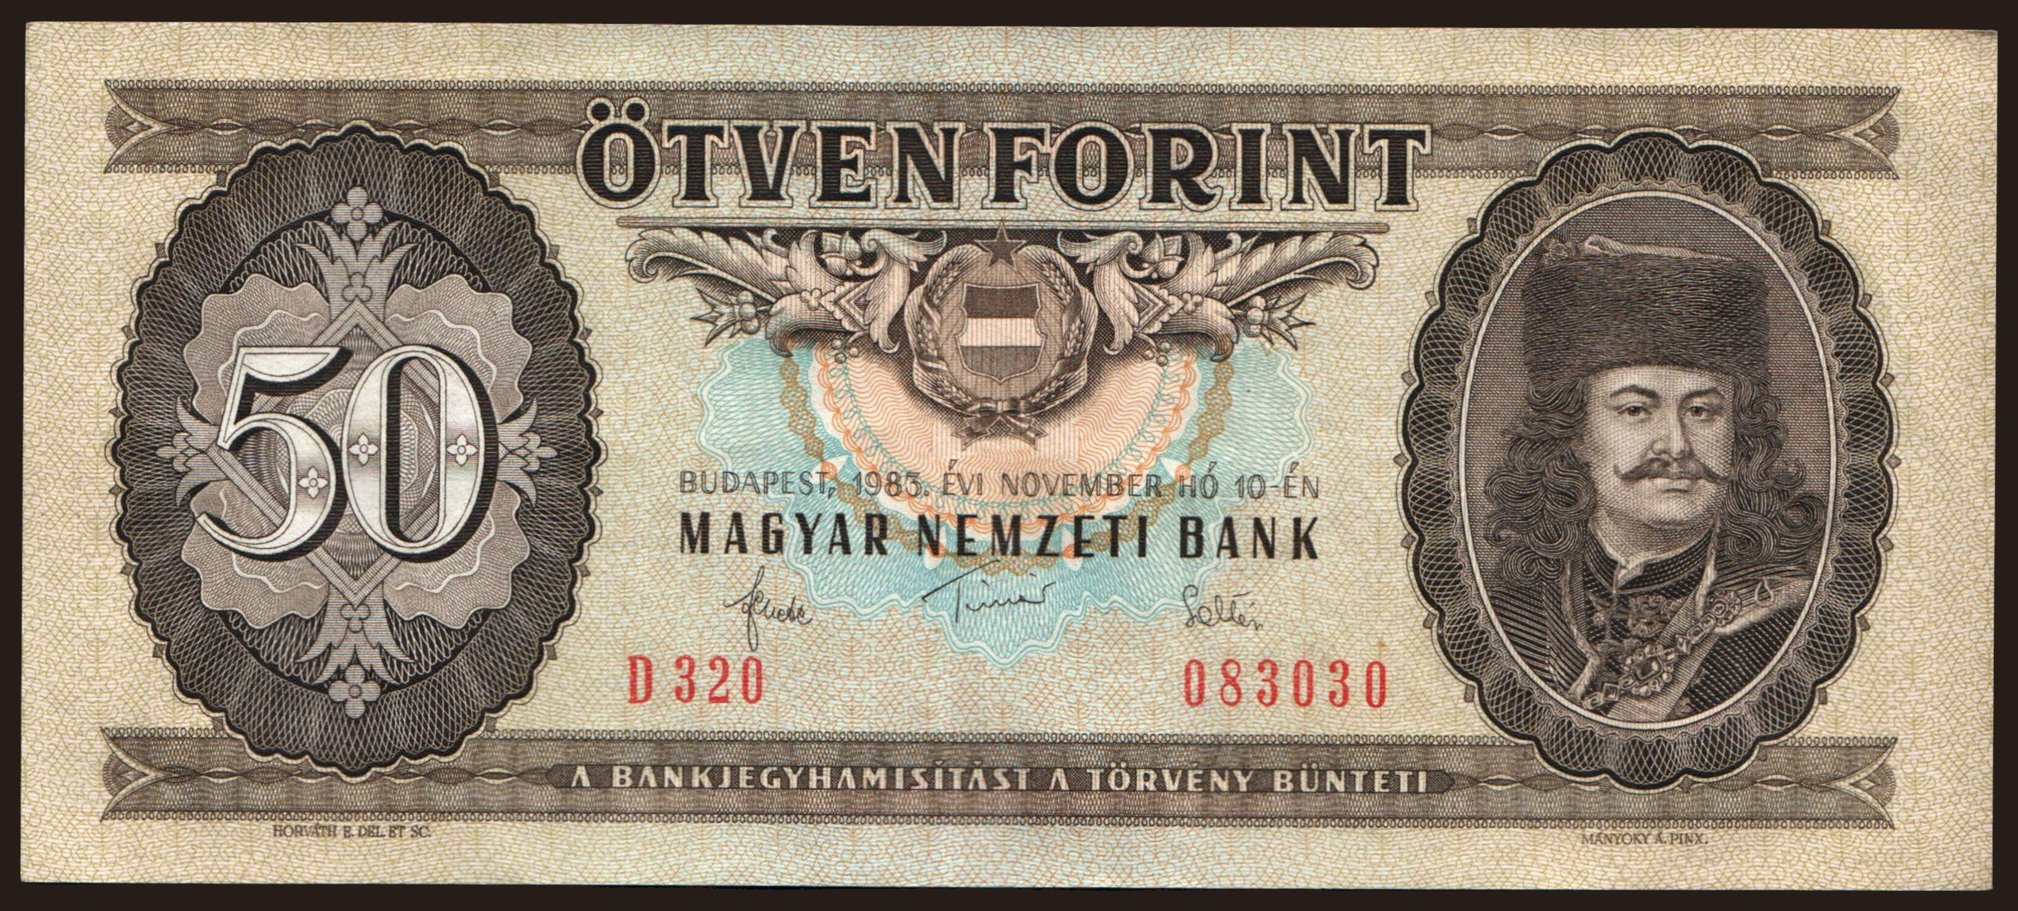 ÖTVEN FORINT
50
BUDAPEST, 1983. ÉVI NOVEMBER HÓ 10-ÉN
MAGYAR NEMZETI BANK
D 320
083030
A BANKJEGYHAMISÍTÁST A TÖRVÉNY BÜNTETI
HORVÁTH E. DEL. ET SC.
MÁNYOKY Á. PINX.